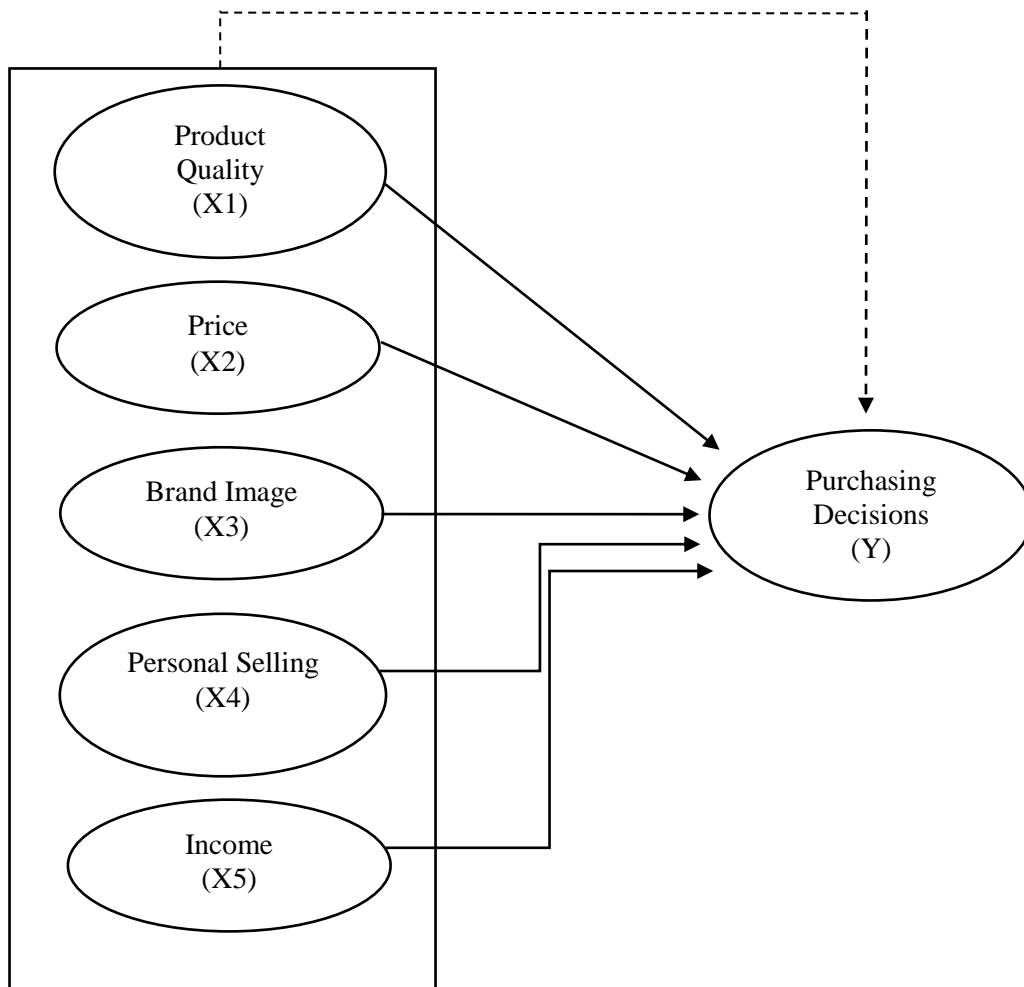 Product
Quality
(X1)
Price
(X2)
Brand Image
(X3)
Personal Selling
(X4)
Income
(X5)
Purchasing
Decisions
(Y)